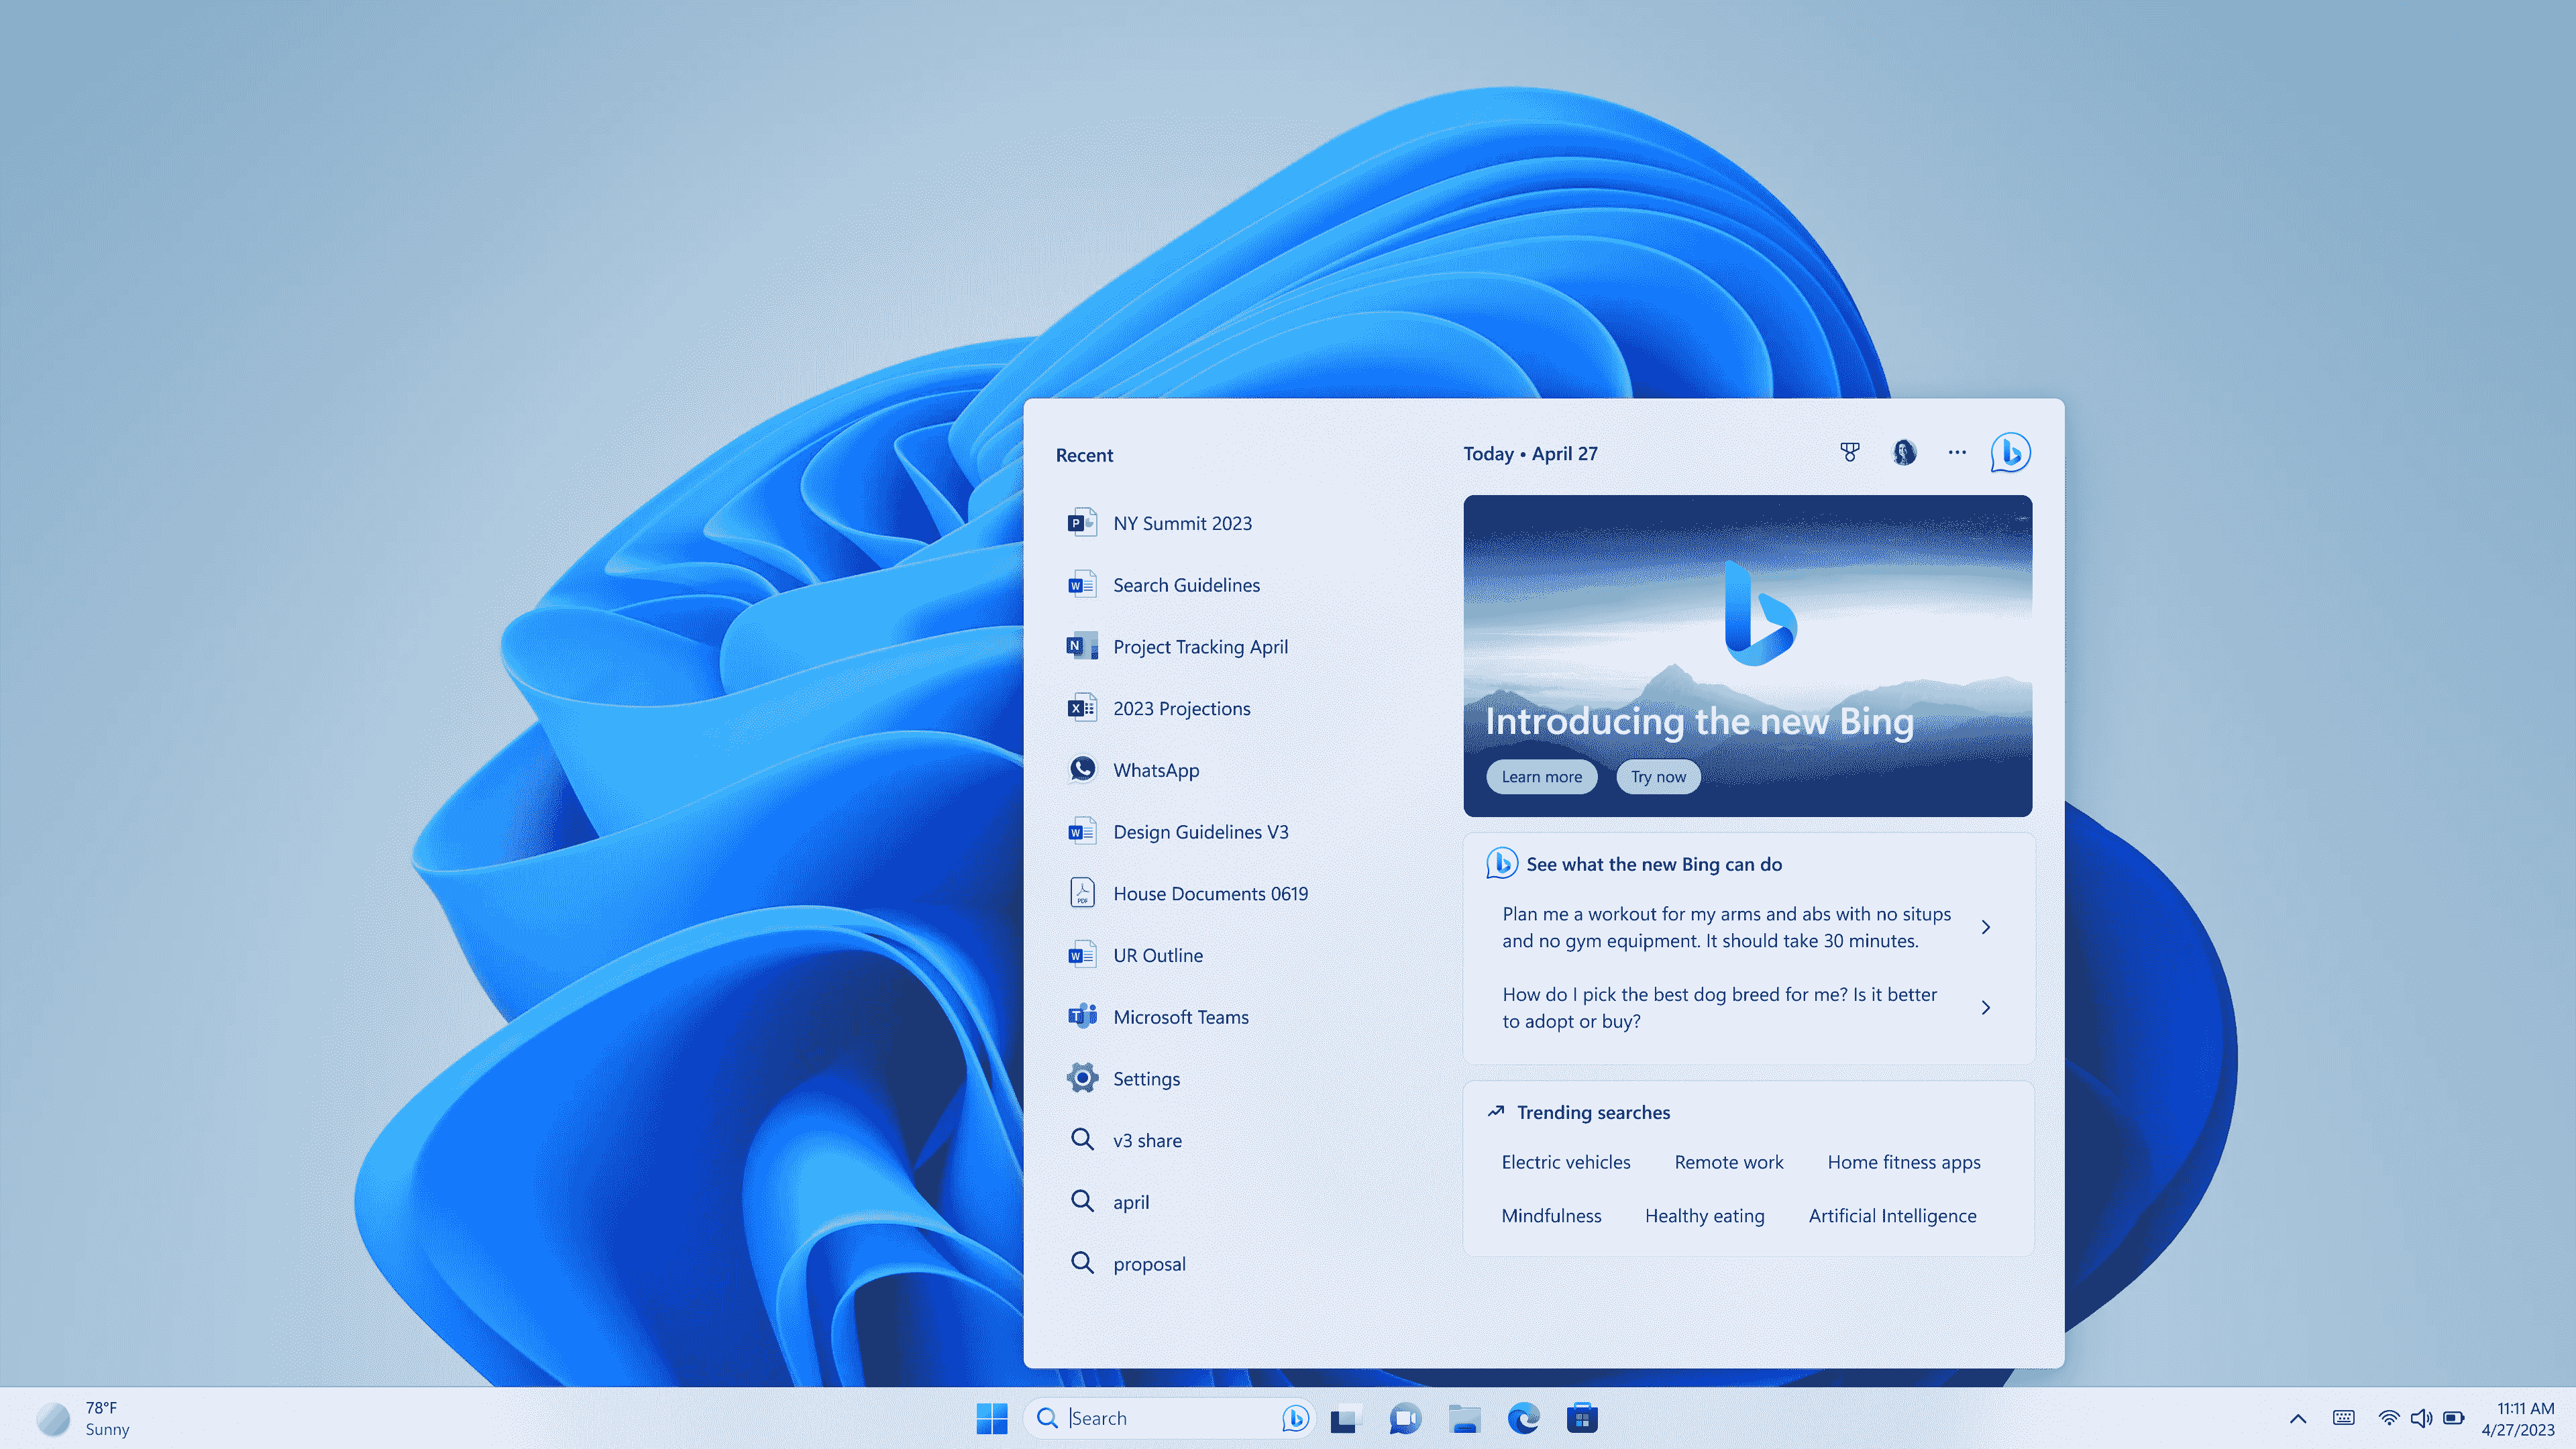 Recent
NY Summit 2023
Search Guidelines
Project Tracking April
2023 Projections
WhatsApp
Design Guidelines V3
House Documents 0619
UR Outline
Microsoft Teams
Settings
v3 share
april
proposal
Today • April 27
Introducing the new Bing
Learn more
Try now
See what the new Bing can do
Plan me a workout for my arms and abs with no situps
and no gym equipment. It should take 30 minutes.
How do I pick the best dog breed for me? Is it better
to adopt or buy?
Trending searches
Electric vehicles Remote work Home fitness apps
Mindfulness Healthy eating Artificial Intelligence
78°F
Sunny
Search
11:11 AM
4/27/2023